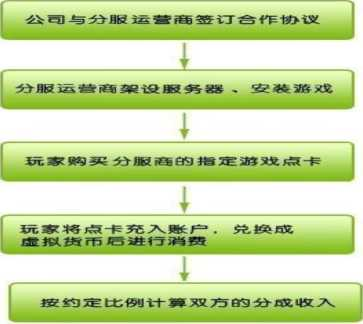 公司与分服运营商签订合作协议
分服运营商架设服务器、安装游戏
玩家购买分服商的指定游戏点卡
玩家将点卡充入账户，兑换成
虚拟货币后进行消费
按约定比例计算双方的分成收入